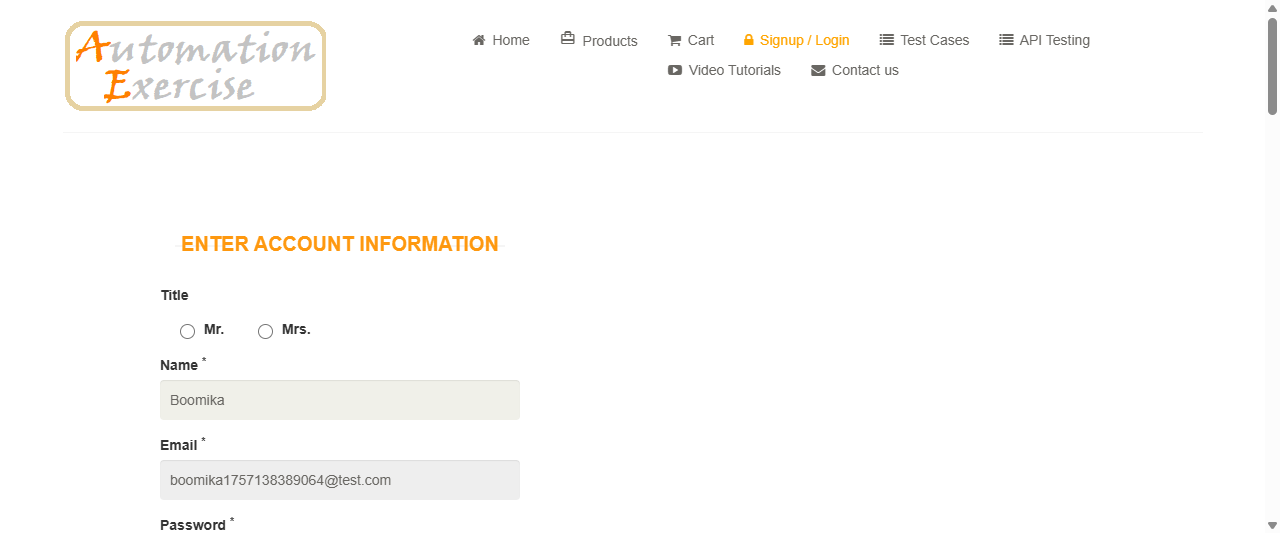 Automation
Exercise
Home Products Cart Signup / Login Test Cases API Testing
Video Tutorials Contact us
ENTER ACCOUNT INFORMATION
Title
Mr. Mrs.
Name *
Boomika
Email *
boomika1757138389064@test.com
Password *